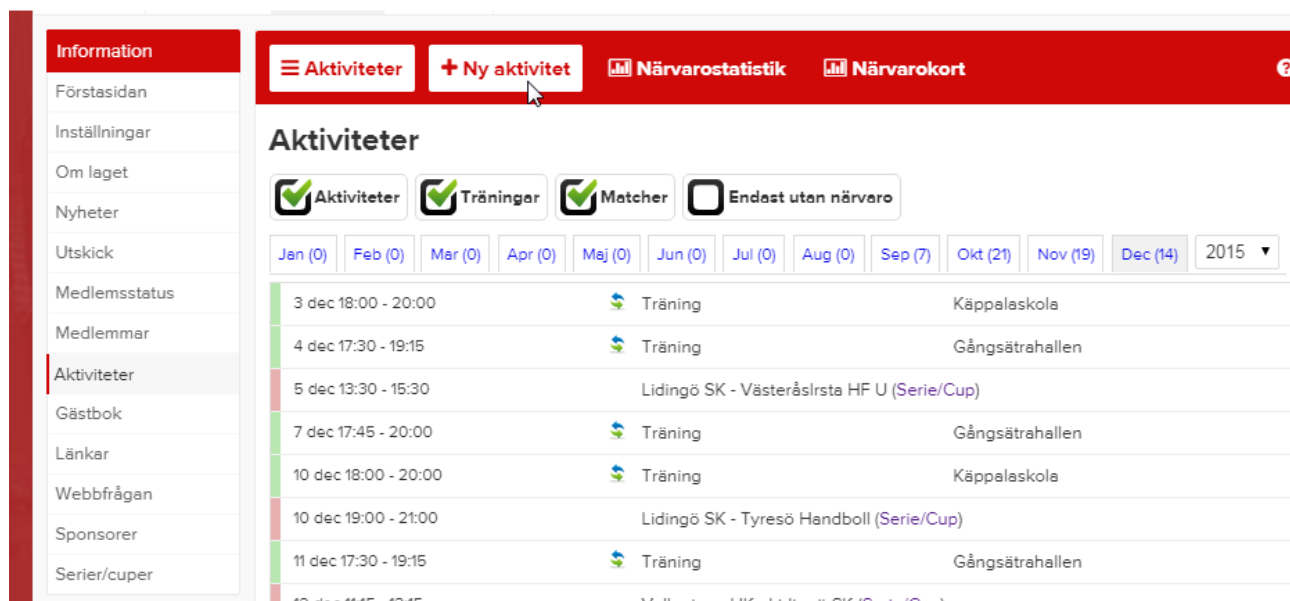 Information
Förstasidan
Inställningar
Om laget
Nyheter
Utskick
Medlemsstatus
Medlemmar
Aktiviteter
Gästbok
Länkar
Webbfrågan
Sponsorer
Serier/cuper
Aktiviteter + Ny aktivitet Närvarostatistik Närvarokort ?
Aktiviteter
Aktiviteter Träningar Matcher Endast utan närvaro
Jan (0) Feb (0) Mar (0) Apr (0) Maj (0) Jun (0) Jul (0) Aug (0) Sep (7) Okt (21) Nov (19) Dec (14) 2015
3 dec 18:00 - 20:00 Träning Käppalaskola
4 dec 17:30 - 19:15 Träning Gångsätrahallen
5 dec 13:30 - 15:30 Lidingö SK - VästeråsIrsta HF U (Serie/Cup)
7 dec 17:45 - 20:00 Träning Gångsätrahallen
10 dec 18:00 - 20:00 Träning Käppalaskola
10 dec 19:00 - 21:00 Lidingö SK - Tyresö Handboll (Serie/Cup)
11 dec 17:30 - 19:15 Träning Gångsätrahallen